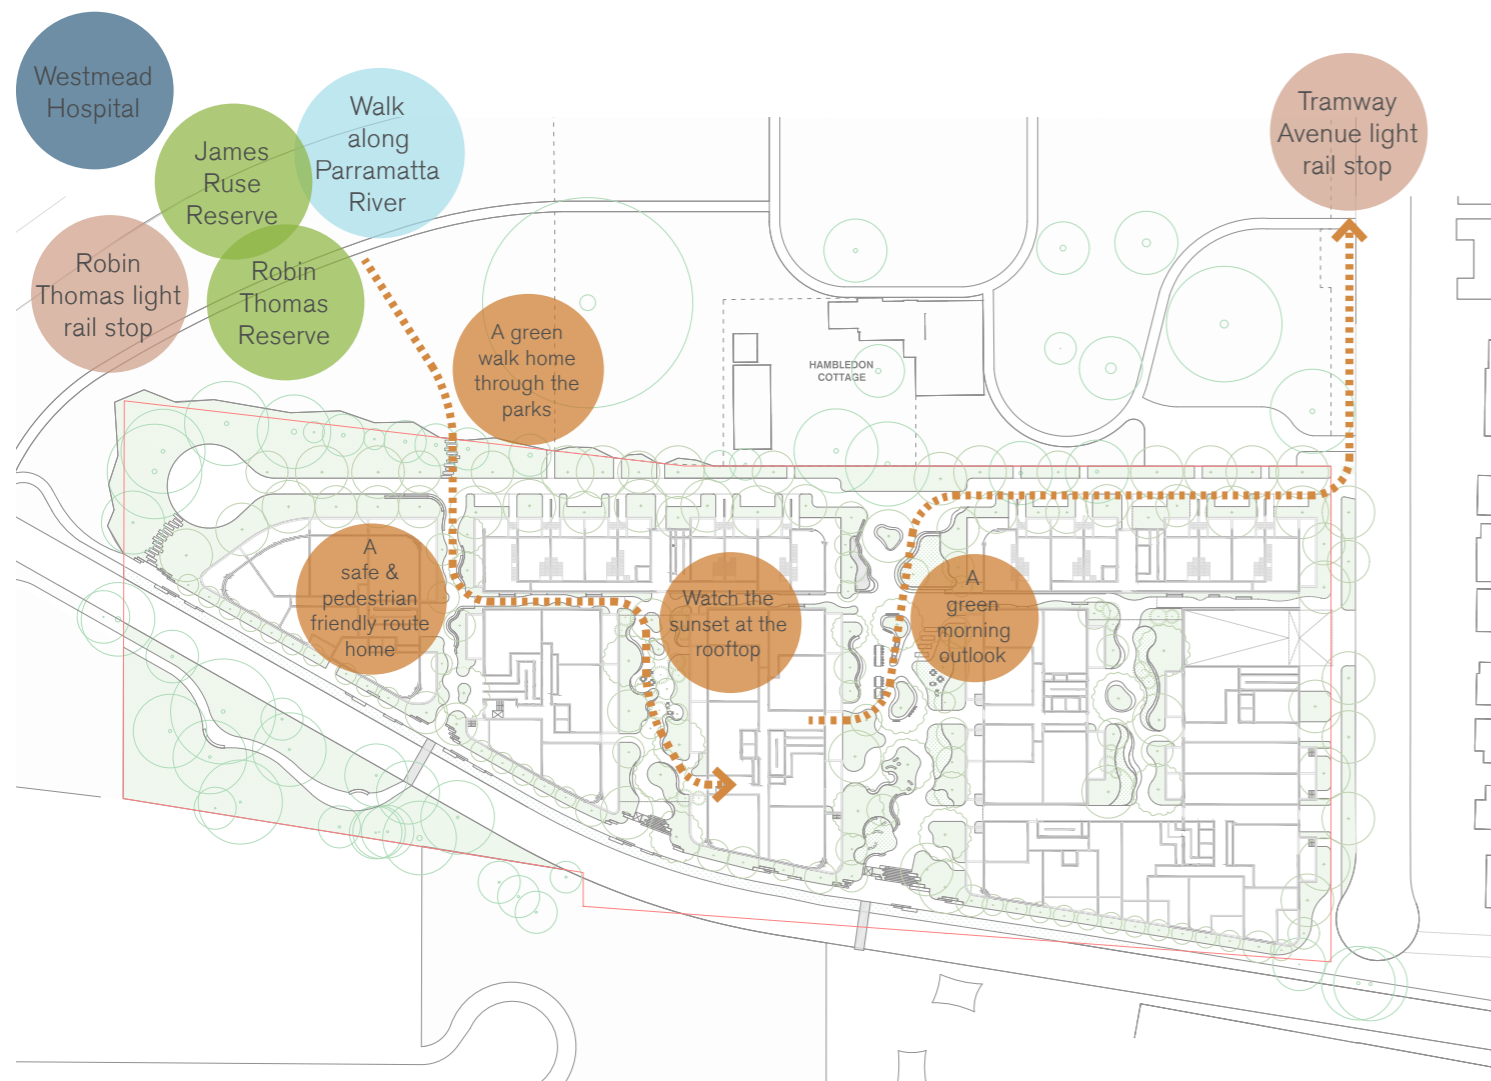 Westmead
Hospital
James
Ruse
Reserve
Walk
along
Parramatta
River
Tramway
Avenue light
rail stop
Robin
Thomas light
rail stop
Robin
Thomas
Reserve
A green
walk home
through the
parks
HAMBLEDON
COTTAGE
A
safe &
pedestrian
friendly route
home
Watch the
sunset at the
rooftop
A
green
morning
outlook